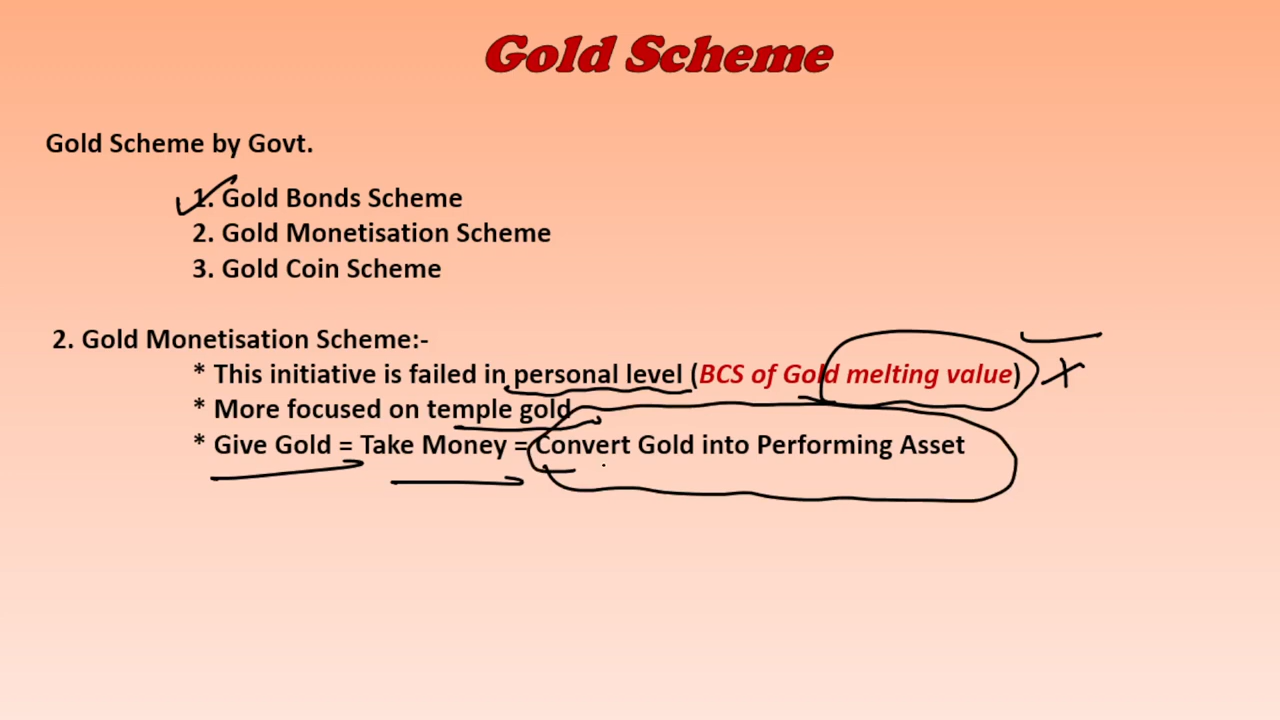 Gold Scheme
Gold Scheme by Govt.
1. Gold Bonds Scheme
2. Gold Monetisation Scheme
3. Gold Coin Scheme
2. Gold Monetisation Scheme:-
* This initiative is failed in personal level (BCS of Gold melting value)
* More focused on temple gold
* Give Gold = Take Money = Convert Gold into Performing Asset